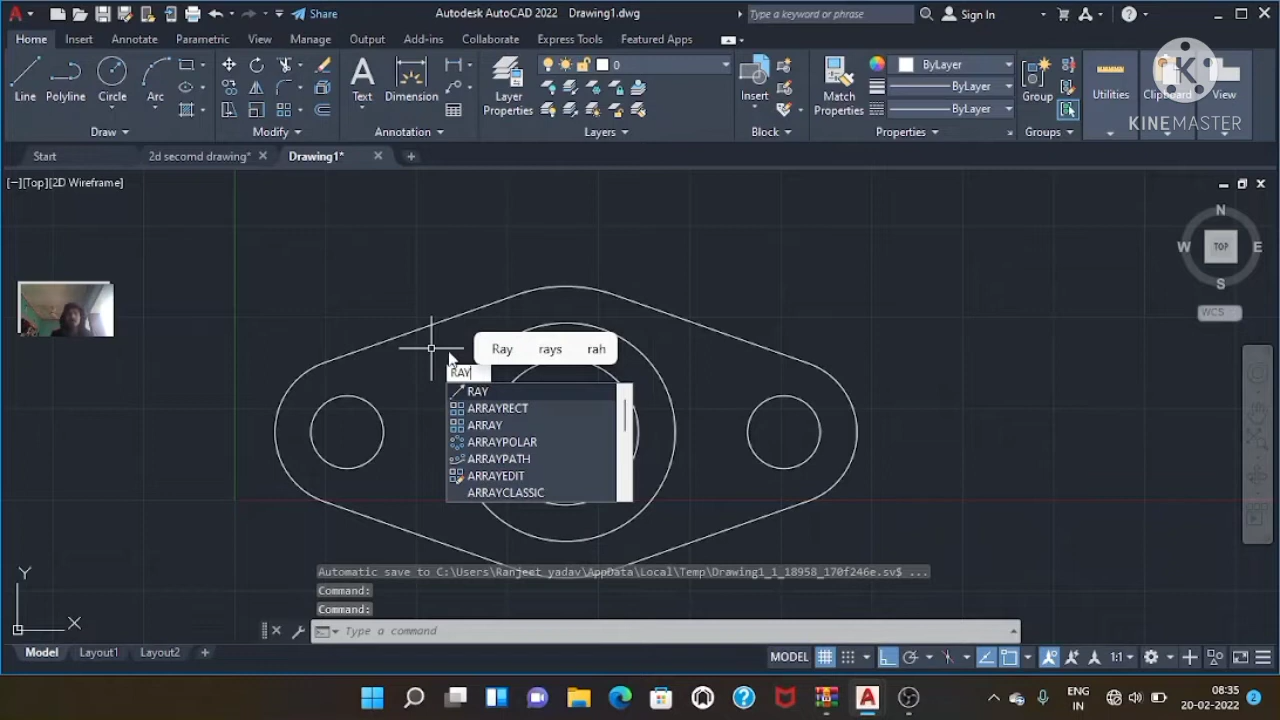 Share
Autodesk AutoCAD 2022 Drawing1.dwg
Type a keyword or phrase
Sign In
Home Insert Annotate Parametric View Manage Output Add-ins Collaborate Express Tools Featured Apps
Line Polyline Circle Arc
Text Dimension
Layer Properties
0
Insert
Match Properties
ByLayer
ByLayer
ByLayer
Group
Utilities
Clipboard
View
KINEMASTER
Draw Modify Annotation Layers Block Properties Groups
Start 2d secomd drawing* Drawing1*
[−][Top][2D Wireframe]
N
W TOP E
S
WCS
Ray rays rah
RAY
RAY
ARRAYRECT
ARRAY
ARRAYPOLAR
ARRAYPATH
ARRAYEDIT
ARRAYCLASSIC
Automatic save to C:\Users\Ranjeet yadav\AppData\Local\Temp\Drawing1_1_18958_170f246e.sv$ ...
Command:
Command:
Type a command
Y
X
Model Layout1 Layout2
MODEL 1:1
ENG
IN
08:35
20-02-2022
2